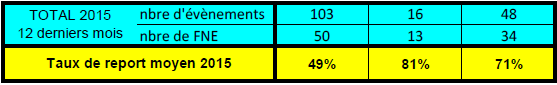 TOTAL 2015 nbre d'évènements 103 16 48
12 derniers mois nbre de FNE 50 13 34
Taux de report moyen 2015 49% 81% 71%